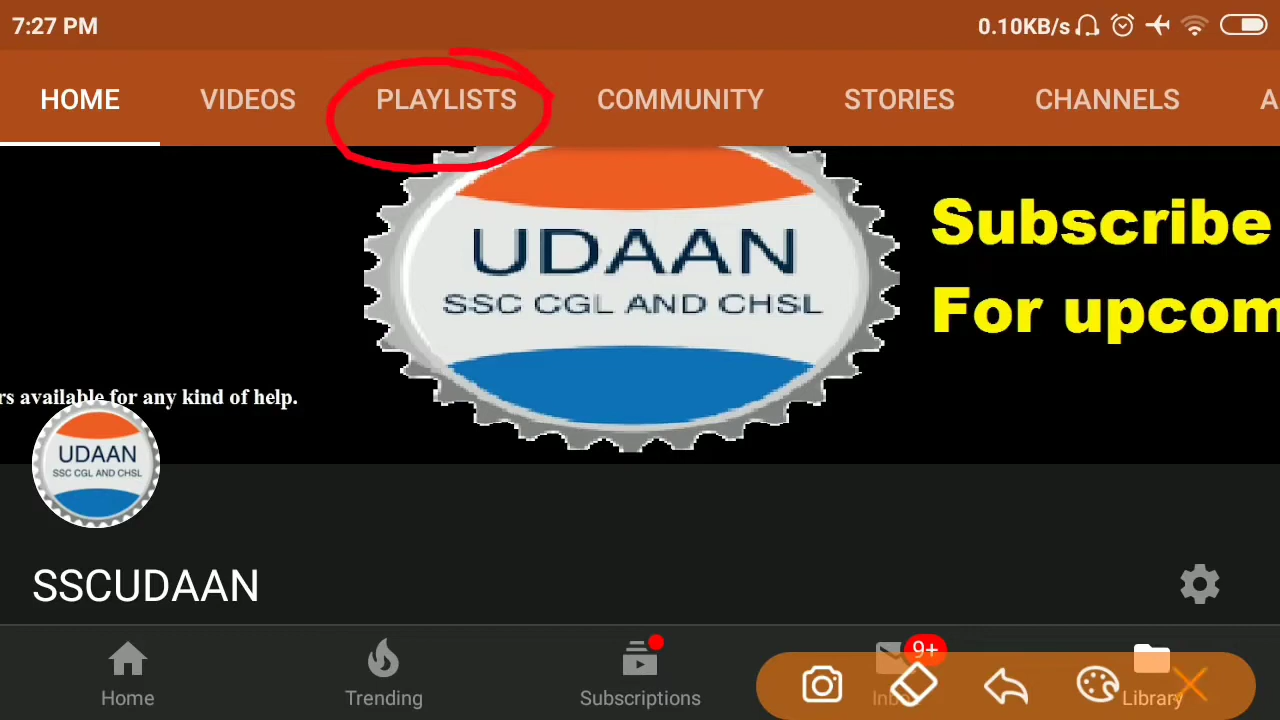 7:27 PM 0.10KB/s
HOME VIDEOS PLAYLISTS COMMUNITY STORIES CHANNELS A
UDAAN
SSC CGL AND CHSL
Subscribe
For upcom
rs available for any kind of help.
UDAAN
SSC CGL AND CHSL
SSCUDAAN
9+
Home Trending Subscriptions Inbox Library